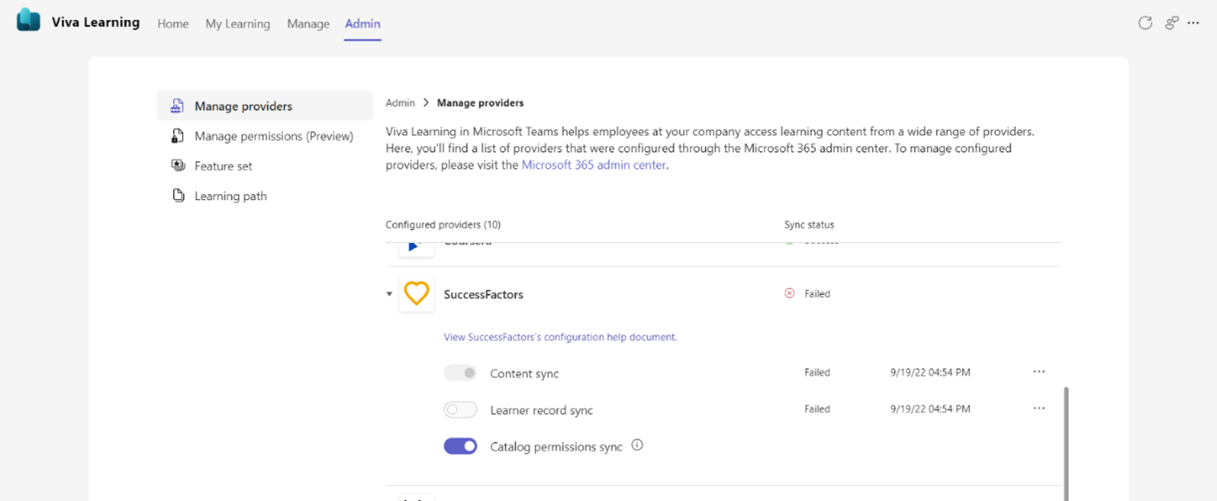 Viva Learning Home My Learning Manage Admin
Manage providers
Manage permissions (Preview)
Feature set
Learning path
Admin > Manage providers
Viva Learning in Microsoft Teams helps employees at your company access learning content from a wide range of providers.
Here, you'll find a list of providers that were configured through the Microsoft 365 admin center. To manage configured
providers, please visit the Microsoft 365 admin center.
Configured providers (10) Sync status
SuccessFactors Failed
View SuccessFactors's configuration help document.
Content sync Failed 9/19/22 04:54 PM
Learner record sync Failed 9/19/22 04:54 PM
Catalog permissions sync